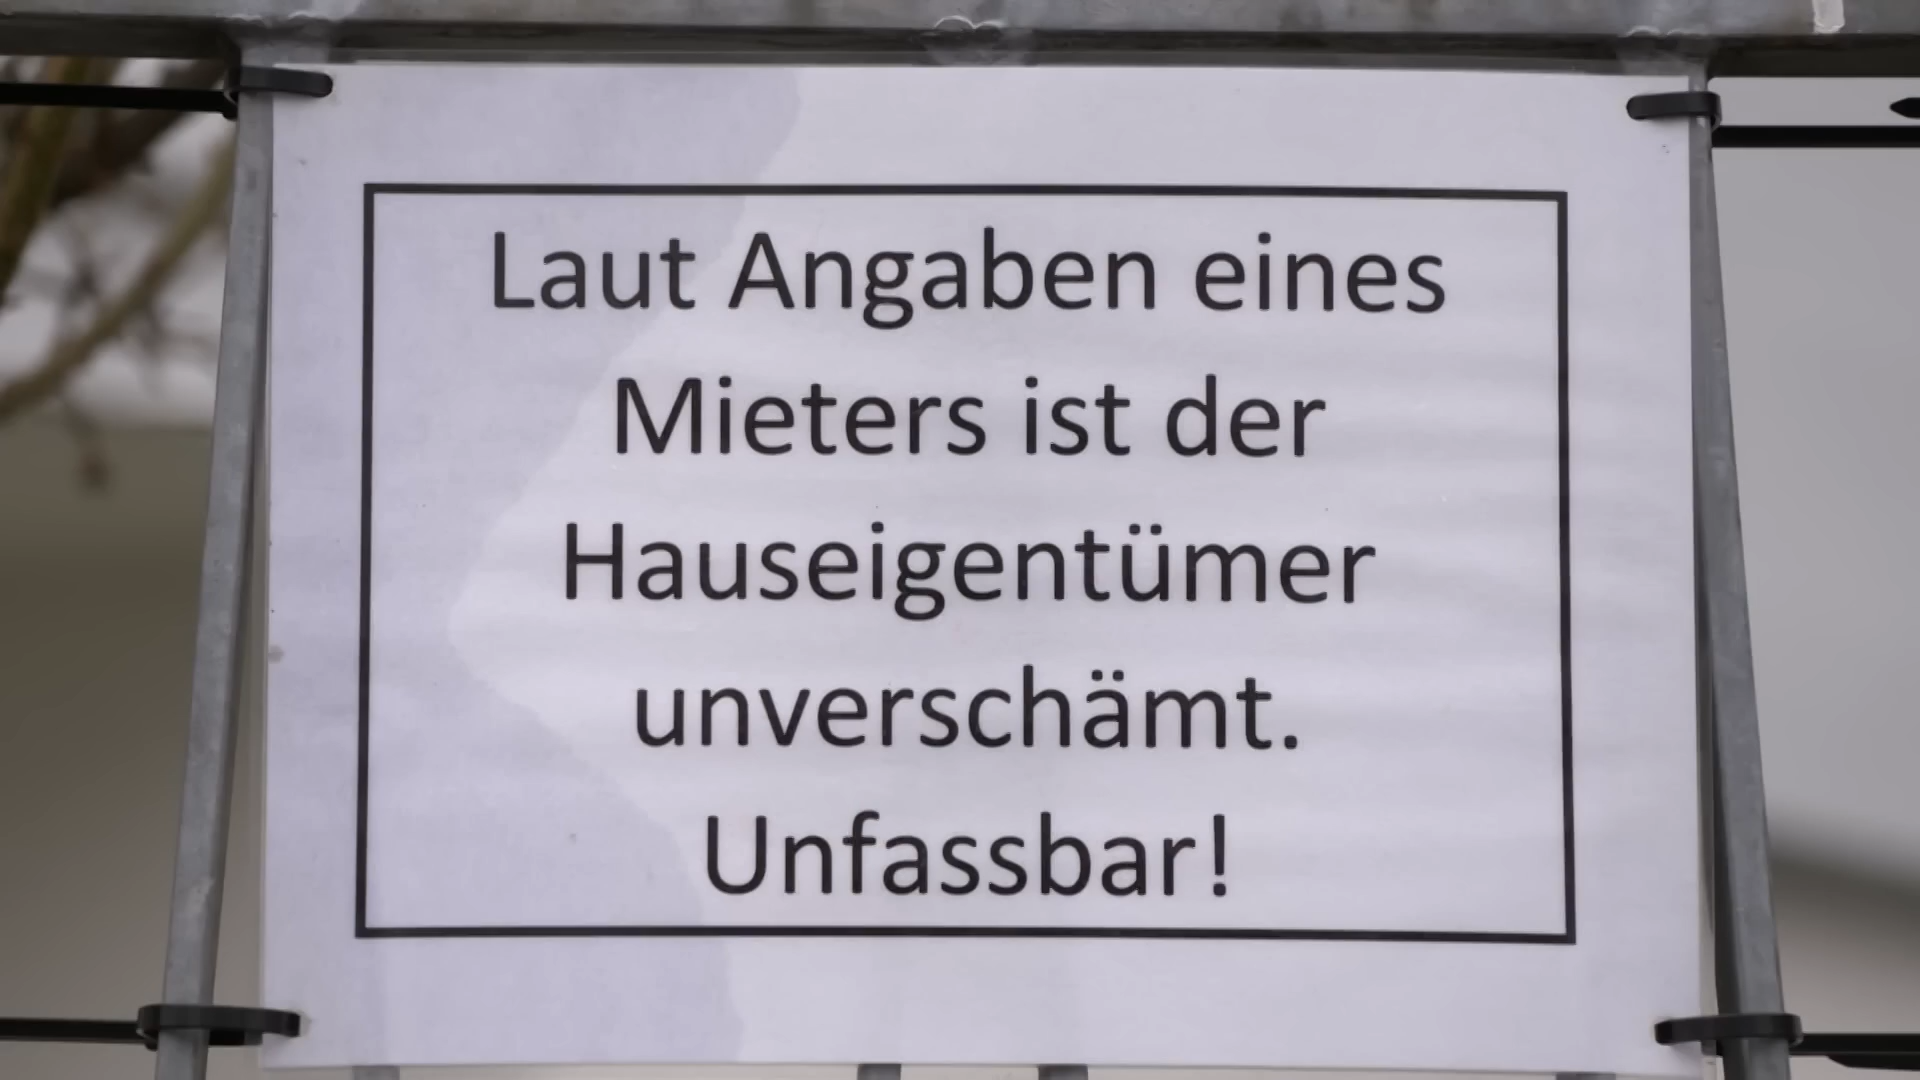 Laut Angaben eines
Mieters ist der
Hauseigentümer
unverschämt.
Unfassbar!